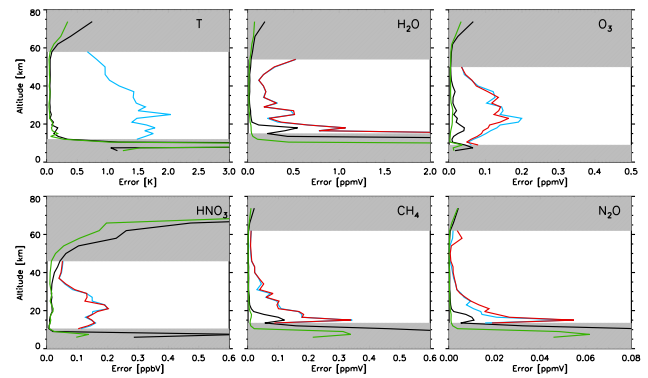 T
H2O
O3
80
60
40
20
0
Altitude [km]
0.0 0.5 1.0 1.5 2.0 2.5 3.0
Error [K]
0.0 0.5 1.0 1.5 2.0
Error [ppmV]
0.0 0.1 0.2 0.3 0.4 0.5
Error [ppmV]
HNO3
CH4
N2O
80
60
40
20
0
Altitude [km]
0.0 0.1 0.2 0.3 0.4 0.5 0.6
Error [ppbV]
0.0 0.1 0.2 0.3 0.4 0.5 0.6
Error [ppmV]
0.00 0.02 0.04 0.06 0.08
Error [ppmV]